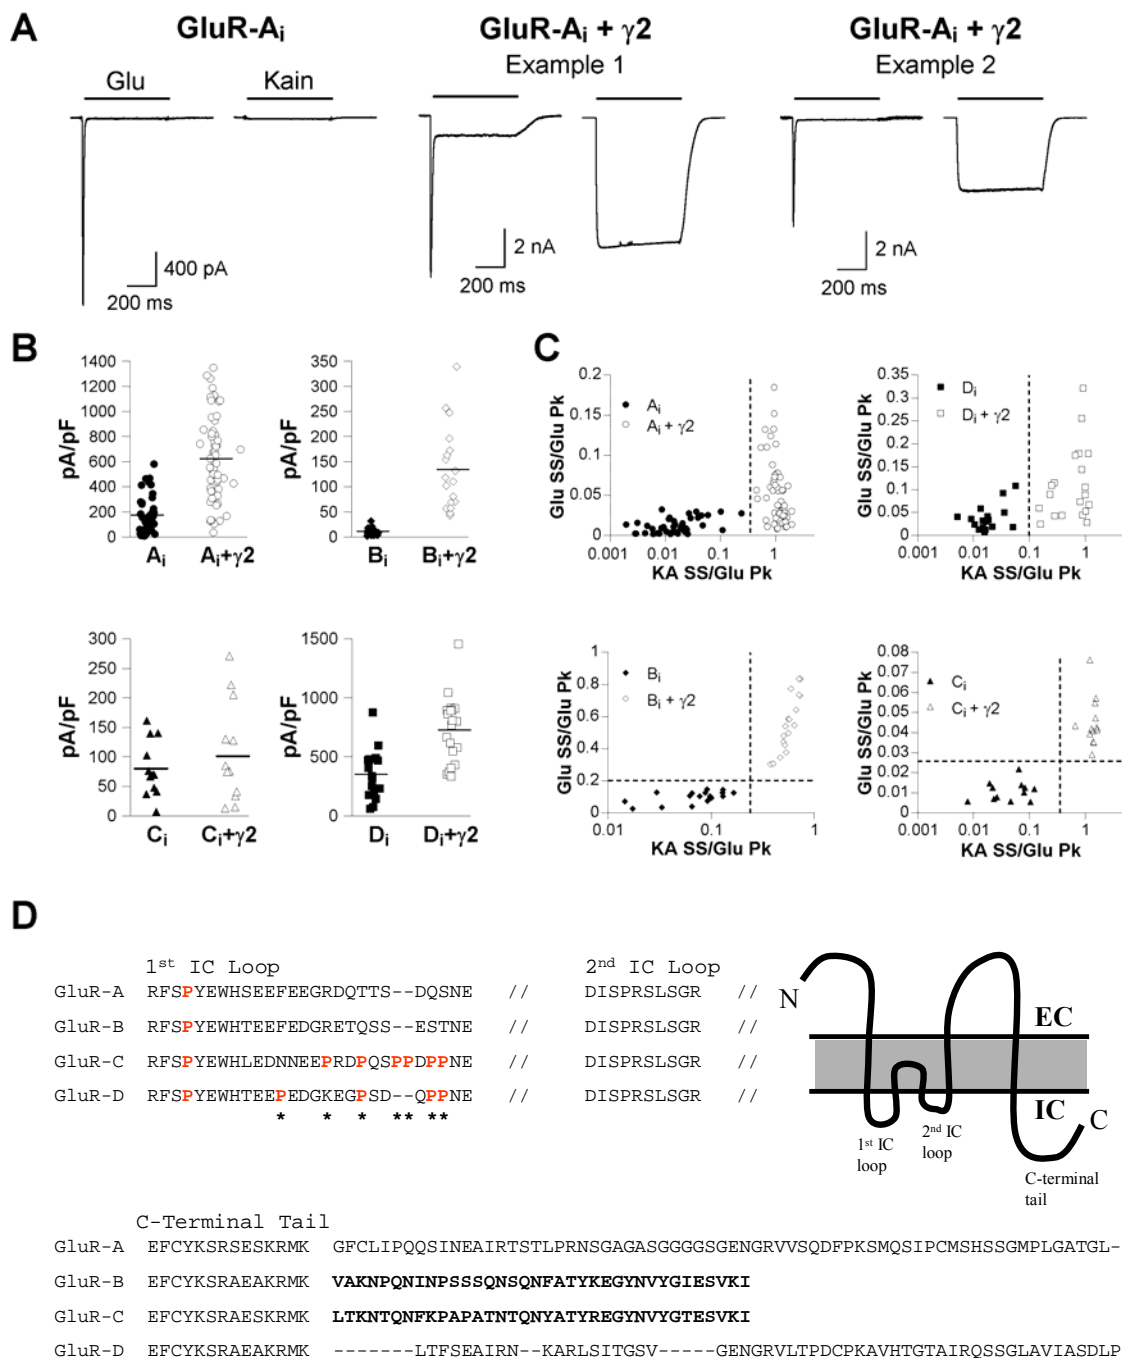 A
GluR-Ai
GluR-Ai + γ2
GluR-Ai + γ2
Example 1
Example 2
Glu
Kain
400 pA
200 ms
2 nA
200 ms
2 nA
200 ms
B
1400
1200
1000
800
600
400
200
0
pA/pF
Ai
Ai+γ2
350
300
250
200
150
100
50
0
pA/pF
Bi
Bi+γ2
300
250
200
150
100
50
0
pA/pF
Ci
Ci+γ2
1500
1000
500
0
pA/pF
Di
Di+γ2
C
0.2
0.15
0.1
0.05
0
Glu SS/Glu Pk
Ai
Ai + γ2
0.001
0.01
0.1
1
KA SS/Glu Pk
0.35
0.3
0.25
0.2
0.15
0.1
0.05
0
Glu SS/Glu Pk
Di
Di + γ2
0.001
0.01
0.1
1
KA SS/Glu Pk
1
0.8
0.6
0.4
0.2
0
Glu SS/Glu Pk
Bi
Bi + γ2
0.01
0.1
1
KA SS/Glu Pk
0.08
0.07
0.06
0.05
0.04
0.03
0.02
0.01
0
Glu SS/Glu Pk
Ci
Ci + γ2
0.001
0.01
0.1
1
KA SS/Glu Pk
D
1st IC Loop
2nd IC Loop
GluR-A RFSPYEWHSEEFEEGRDQTTS--DQSNE // DISPRSLSGR //
GluR-B RFSPYEWHTEEFEDGRETQSS--ESTNE // DISPRSLSGR //
GluR-C RFSPYEWHLEDNNEEPRDPQSPPDPPNE // DISPRSLSGR //
GluR-D RFSPYEWHTEEPEDGKEGPSD--QPPNE // DISPRSLSGR //
* * * ** **
N
EC
IC
C
1st IC
loop
2nd IC
loop
C-terminal
tail
C-Terminal Tail
GluR-A EFCYKSRSESKRMK GFCLIPQQSINEAIRTSTLPRNSGAGASGGGGSGENGRVVSQDFPKSMQSIPCMSHSSGMPLGATGL-
GluR-B EFCYKSRAEAKRMK VAKNPQNINPSSSQNSQNFATYKEGYNVYGIESVKI
GluR-C EFCYKSRAEAKRMK LTKNTQNFKPAPATNTQNYATYREGYNVYGTESVKI
GluR-D EFCYKSRAEAKRMK -------LTFSEAIRN--KARLSITGSV-----GENGRVLTPDCPKAVHTGTAIRQSSGLAVIASDLP